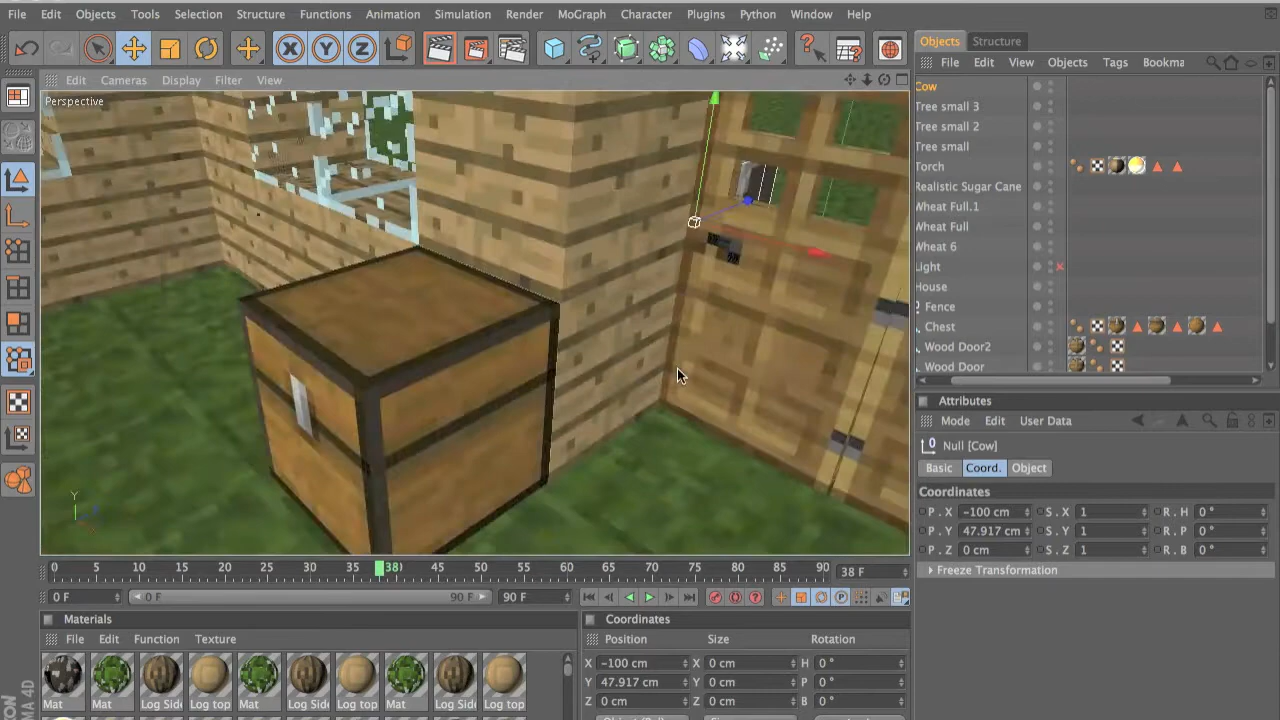 File Edit Objects Tools Selection Structure Functions Animation Simulation Render MoGraph Character Plugins Python Window Help
X Y Z
Objects Structure
File Edit View Objects Tags Bookma
Edit Cameras Display Filter View
Perspective
Cow
Tree small 3
Tree small 2
Tree small
Torch
Realistic Sugar Cane
Wheat Full.1
Wheat Full
Wheat 6
Light
House
Fence
Chest
Wood Door2
Wood Door
Attributes
Mode Edit User Data
Null [Cow]
Basic Coord. Object
Coordinates
P . X -100 cm S . X 1 R . H 0 °
P . Y 47.917 cm S . Y 1 R . P 0 °
P . Z 0 cm S . Z 1 R . B 0 °
Freeze Transformation
Y
0 5 10 15 20 25 30 35 38 45 50 55 60 65 70 75 80 85 90 38 F
0 F 0 F 90 F 90 F
Materials
File Edit Function Texture
Mat Mat Log Side Log top Mat Log Side Log top Mat Log Side Log top
Coordinates
Position Size Rotation
X -100 cm X 0 cm H 0 °
Y 47.917 cm Y 0 cm P 0 °
Z 0 cm Z 0 cm B 0 °